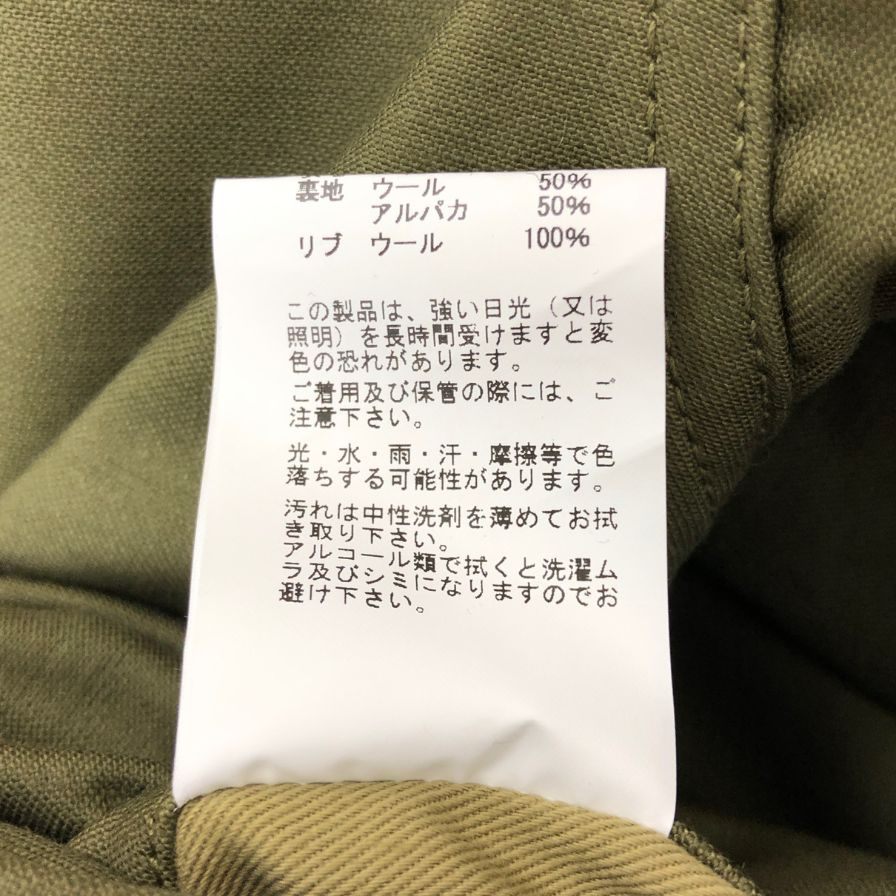 裏地 ウール 50%
アルパカ 50%
リブ ウール 100%
この製品は、強い日光（又は
照明）を長時間受けますと変
色の恐れがあります。
ご着用及び保管の際には、ご
注意下さい。
光・水・雨・汗・摩擦等で色
落ちする可能性があります。
汚れは中性洗剤を薄めてお拭
き取り下さい。
アルコール類で拭くと洗濯ム
ラ及びシミになりますのでお
避け下さい。